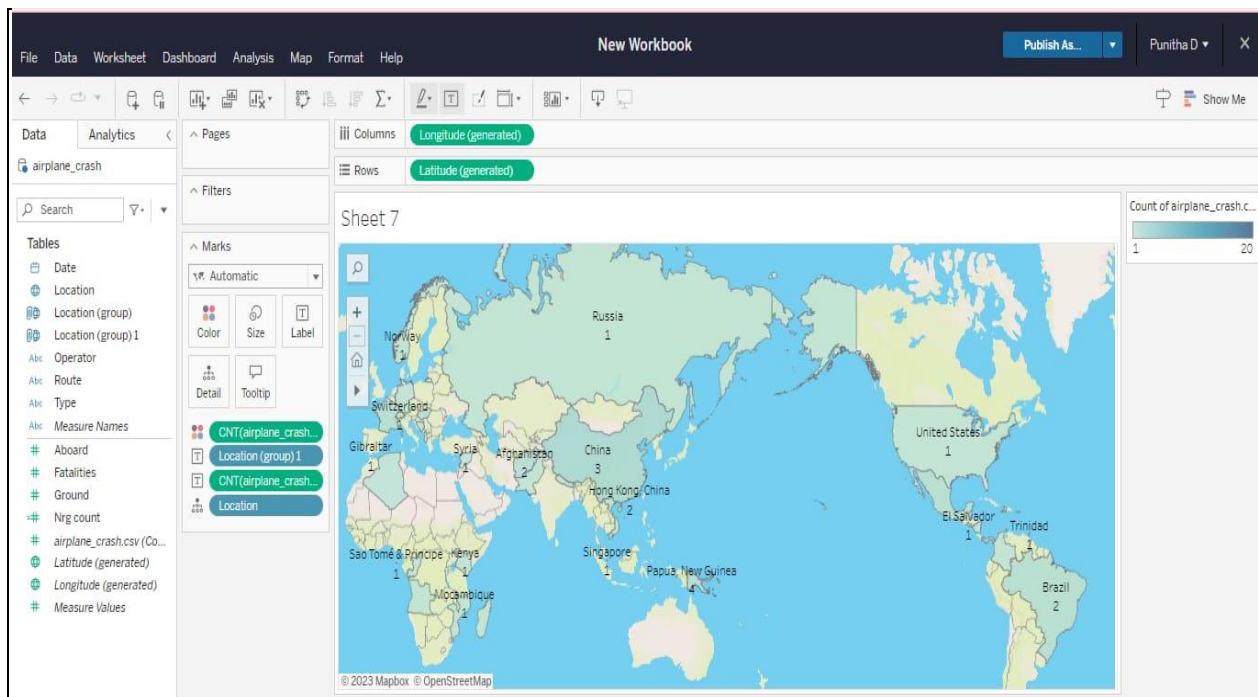 New Workbook
File Data Worksheet Dashboard Analysis Map Format Help
Publish As...
Punitha D
Show Me
Data Analytics
airplane_crash
Search
Tables
Date
Location
Location (group)
Location (group) 1
Abc Operator
Abc Route
Abc Type
Abc Measure Names
# Aboard
# Fatalities
# Ground
=# Nrg count
# airplane_crash.csv (Co...
Latitude (generated)
Longitude (generated)
# Measure Values
Pages
Filters
Marks
Automatic
Color Size Label
Detail Tooltip
CNT(airplane_crash...
Location (group) 1
CNT(airplane_crash...
Location
Columns Longitude (generated)
Rows Latitude (generated)
Sheet 7
Russia
1
Norway
1
Switzerland
Gibraltar
1
Syria
1
Afghanistan
2
China
3
Hong Kong, China
2
Sao Tomé & Príncipe
1
Kenya
1
Mozambique
1
Singapore
1
Papua, New Guinea
4
United States
1
El Salvador
1
Trinidad
1
Brazil
2
© 2023 Mapbox © OpenStreetMap
Count of airplane_crash.c...
1 20